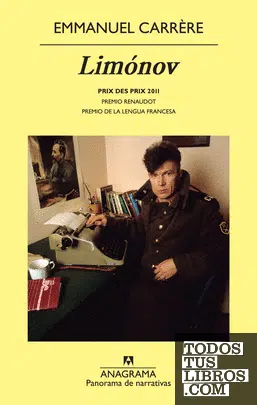 EMMANUEL CARRÈRE
Limónov
PRIX DES PRIX 2011
PREMIO RENAUDOT
PREMIO DE LA LENGUA FRANCESA
ANAGRAMA
Panorama de narrativas
TODOS
TUS
LIBROS
.COM